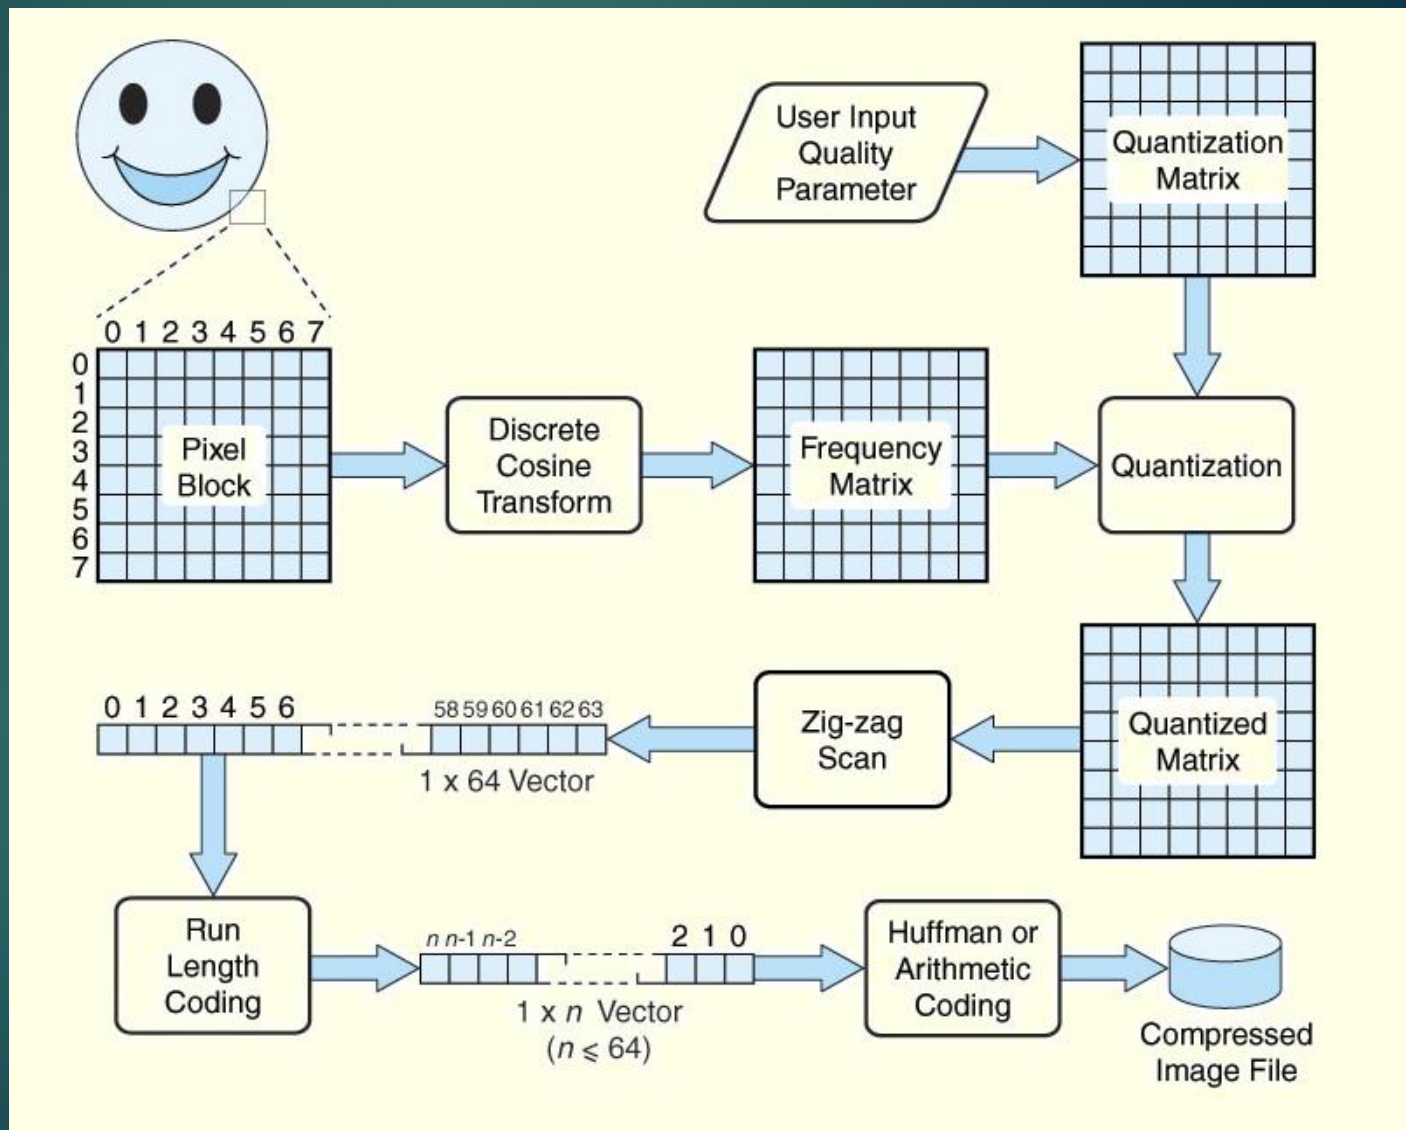 User Input
Quality
Parameter
Quantization
Matrix
0 1 2 3 4 5 6 7
0
1
2
3
4
5
6
7
Pixel
Block
Discrete
Cosine
Transform
Frequency
Matrix
Quantization
0 1 2 3 4 5 6
58 59 60 61 62 63
1 x 64 Vector
Zig-zag
Scan
Quantized
Matrix
Run
Length
Coding
n n-1 n-2
2 1 0
1 x n Vector
(n ⩽ 64)
Huffman or
Arithmetic
Coding
Compressed
Image File